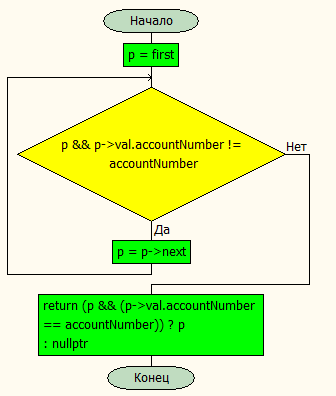 Начало
p = first
p && p->val.accountNumber !=
accountNumber
Нет
Да
p = p->next
return (p && (p->val.accountNumber
== accountNumber)) ? p
: nullptr
Конец